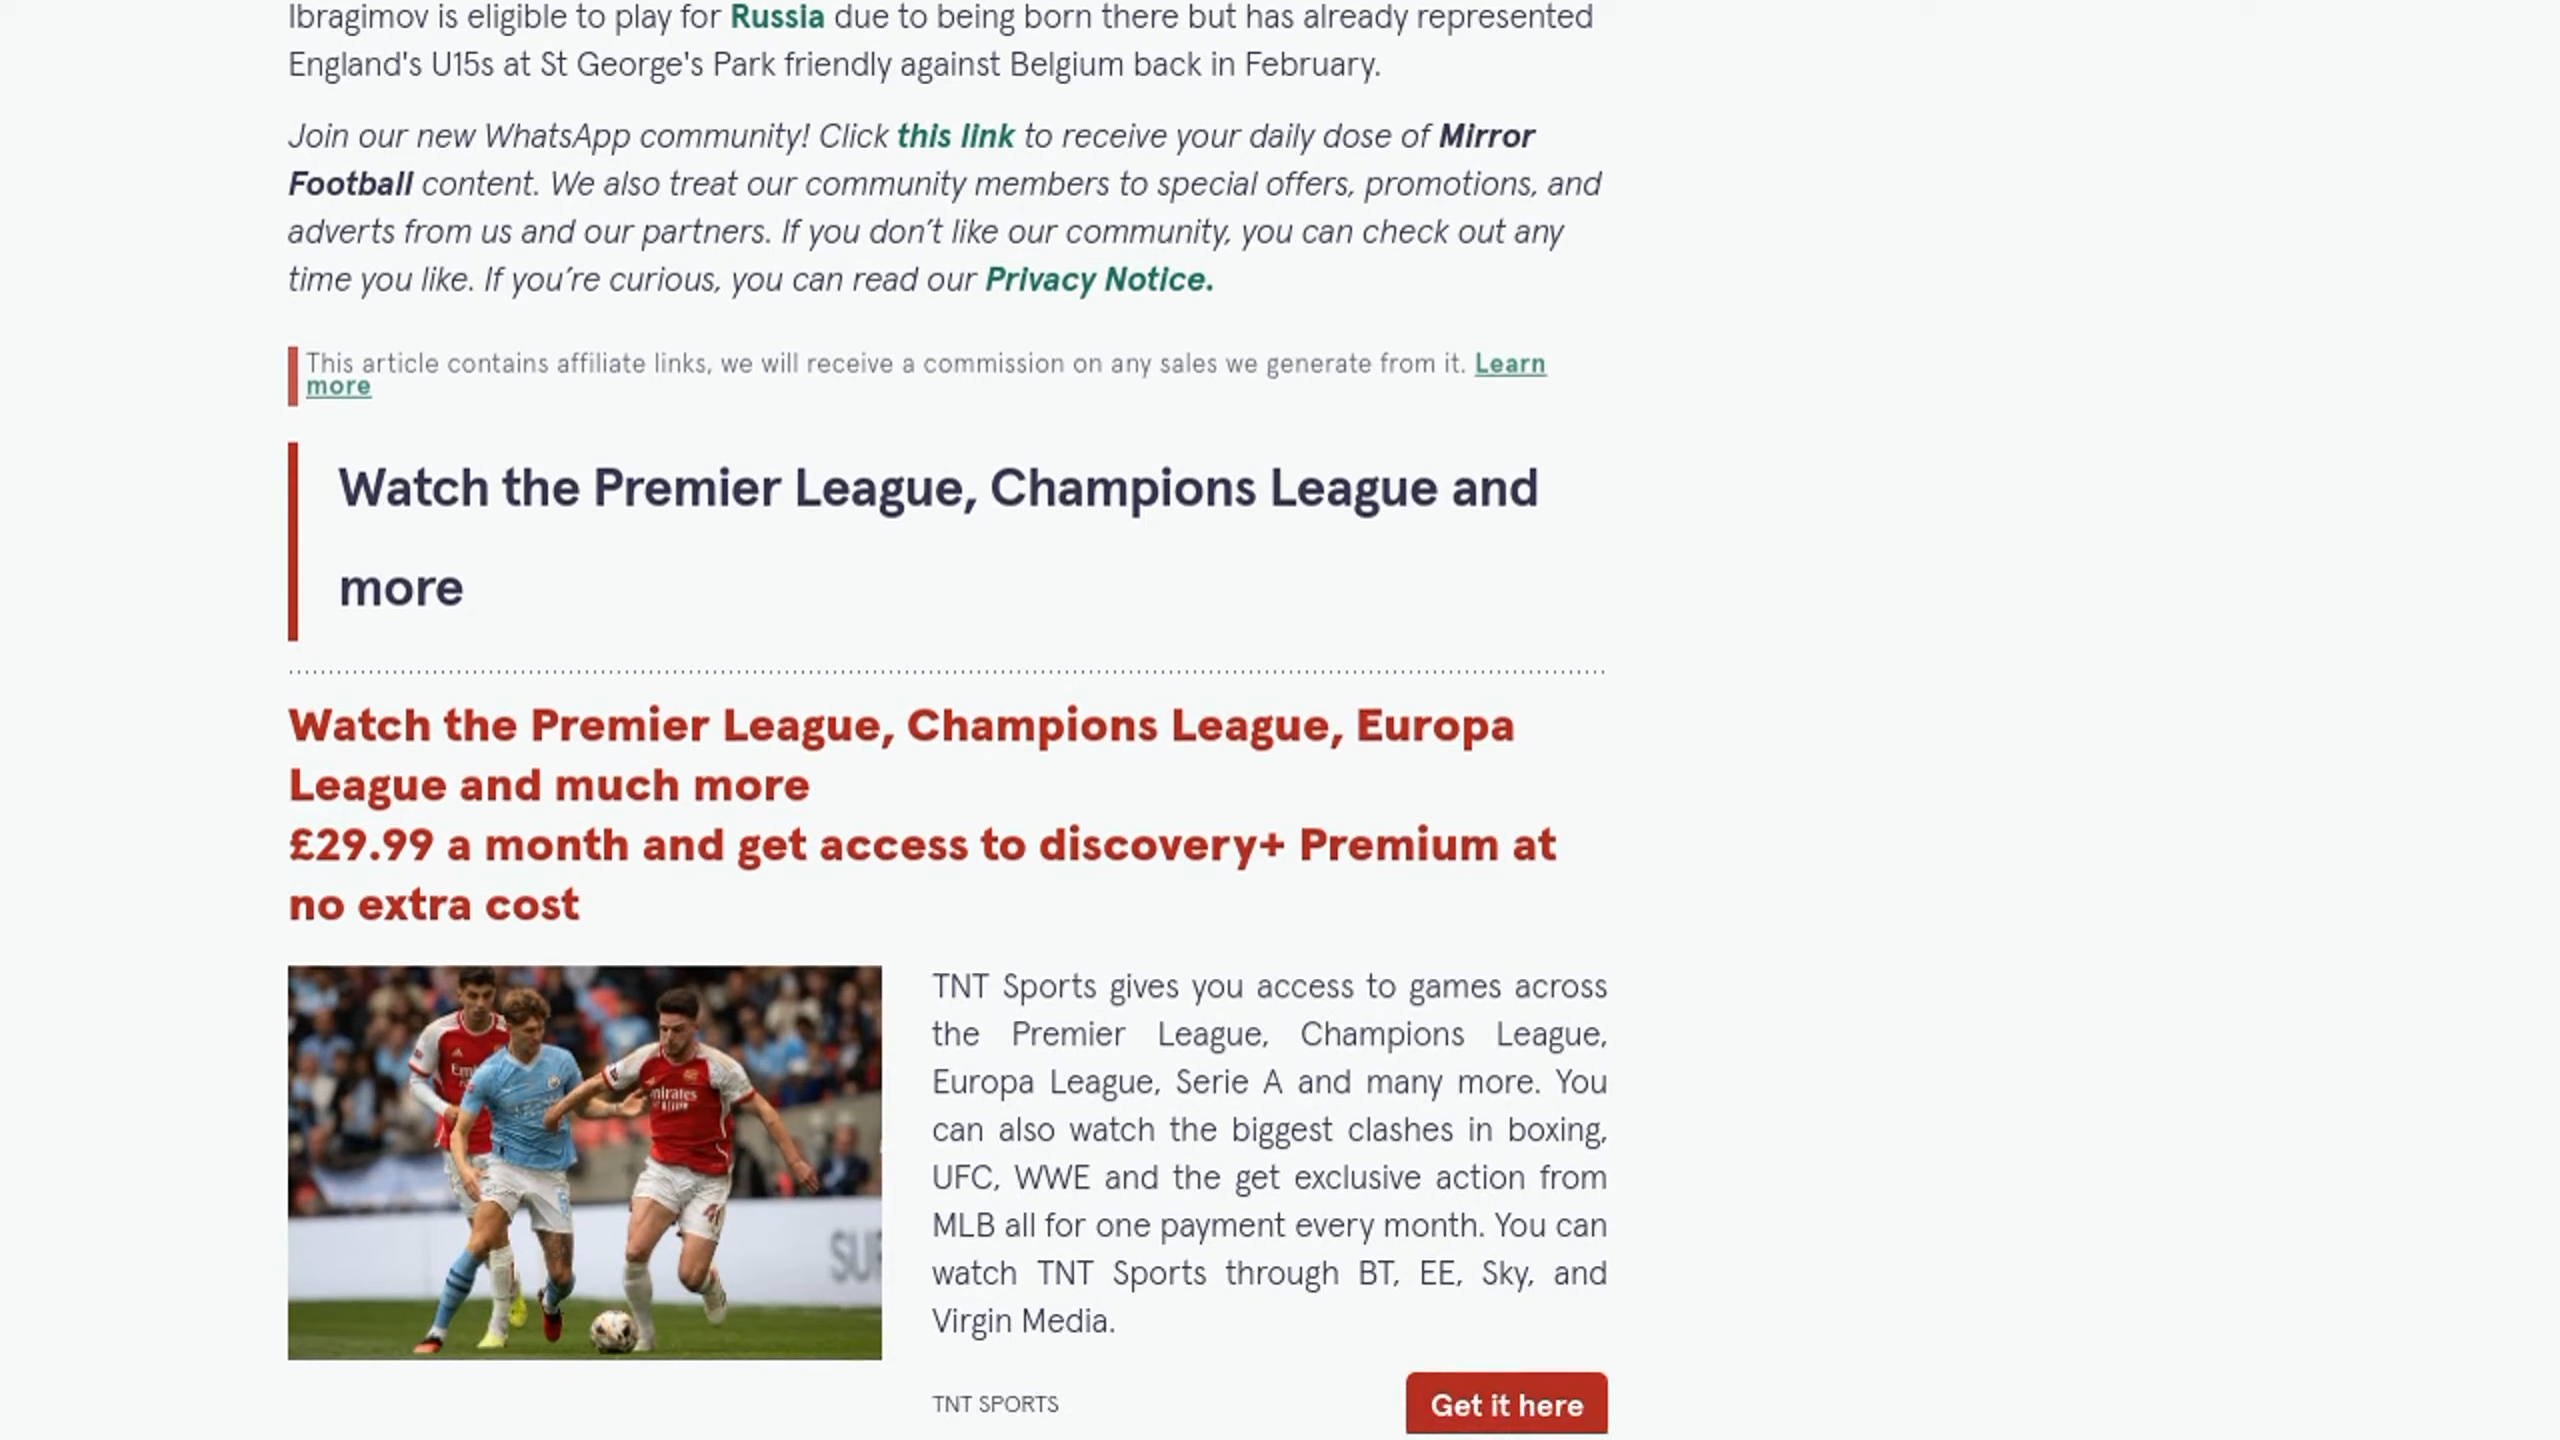 Ibragimov is eligible to play for Russia due to being born there but has already represented
England's U15s at St George's Park friendly against Belgium back in February.
Join our new WhatsApp community! Click this link to receive your daily dose of Mirror
Football content. We also treat our community members to special offers, promotions, and
adverts from us and our partners. If you don’t like our community, you can check out any
time you like. If you’re curious, you can read our Privacy Notice.
This article contains affiliate links, we will receive a commission on any sales we generate from it. Learn
more
Watch the Premier League, Champions League and
more
Watch the Premier League, Champions League, Europa
League and much more
£29.99 a month and get access to discovery+ Premium at
no extra cost
TNT Sports gives you access to games across
the Premier League, Champions League,
Europa League, Serie A and many more. You
can also watch the biggest clashes in boxing,
UFC, WWE and the get exclusive action from
MLB all for one payment every month. You can
watch TNT Sports through BT, EE, Sky, and
Virgin Media.
TNT SPORTS
Get it here